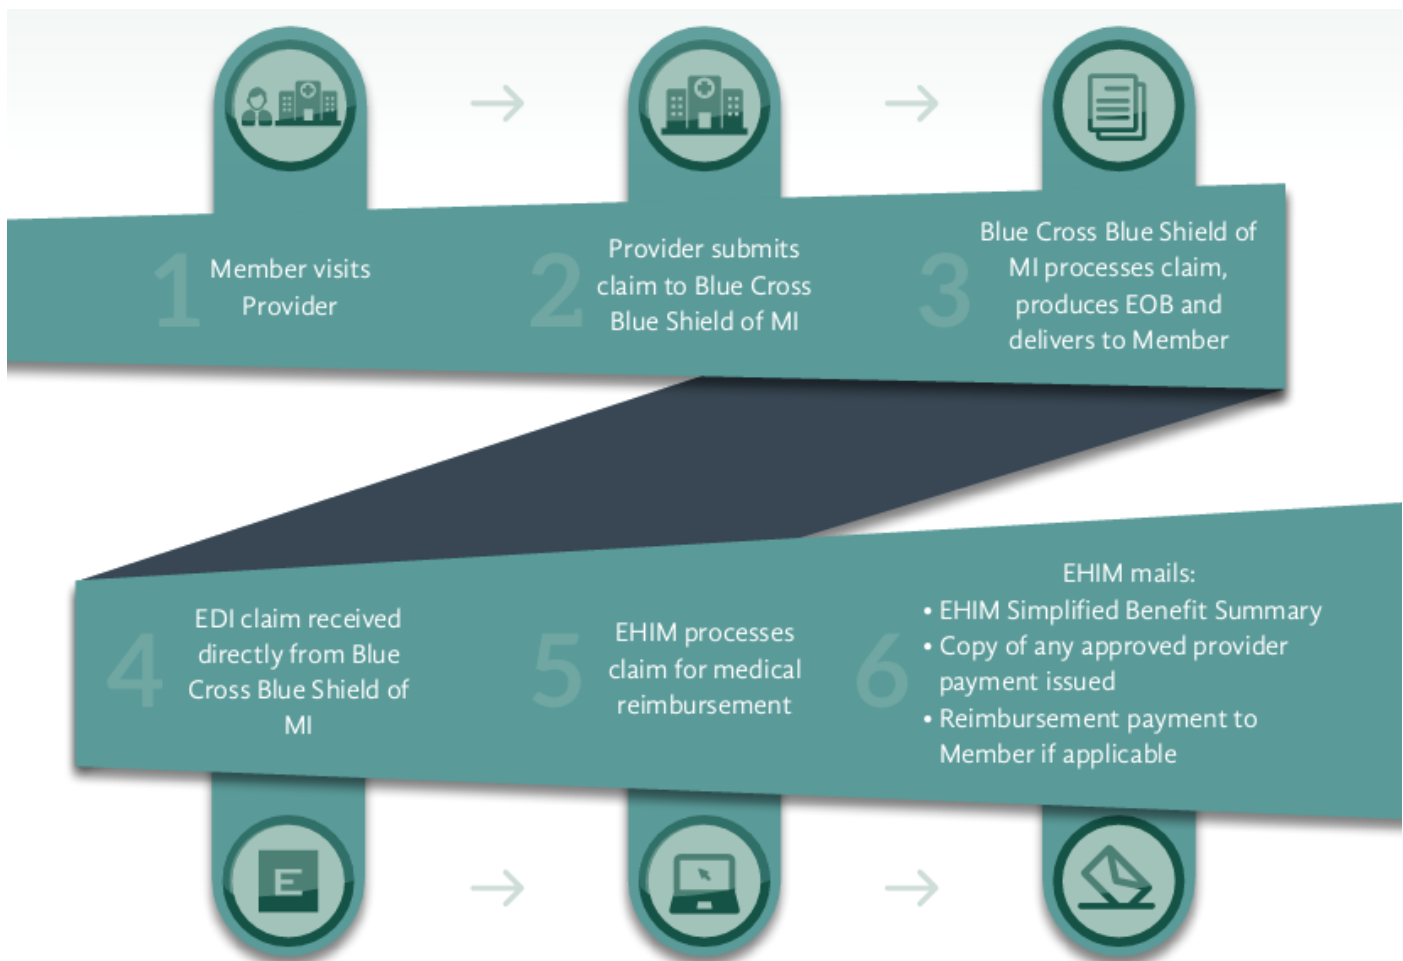 1
Member visits
Provider
2
Provider submits
claim to Blue Cross
Blue Shield of MI
3
Blue Cross Blue Shield of
MI processes claim,
produces EOB and
delivers to Member
4
EDI claim received
directly from Blue
Cross Blue Shield of
MI
5
EHIM processes
claim for medical
reimbursement
6
EHIM mails:
• EHIM Simplified Benefit Summary
• Copy of any approved provider
payment issued
• Reimbursement payment to
Member if applicable
E